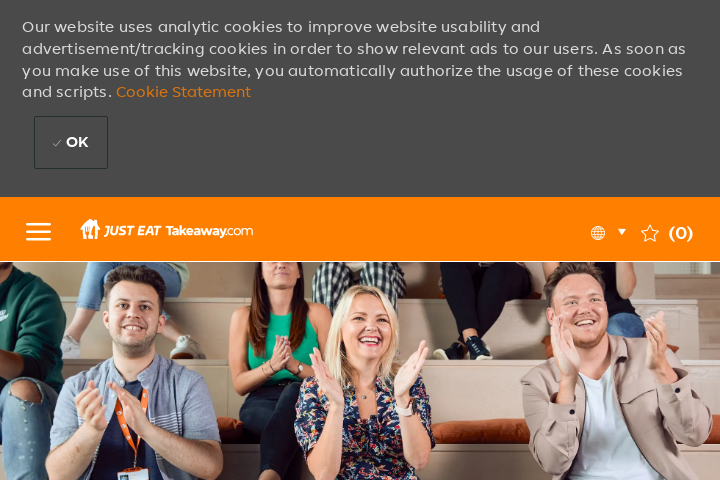 Our website uses analytic cookies to improve website usability and
advertisement/tracking cookies in order to show relevant ads to our users. As soon as
you make use of this website, you automatically authorize the usage of these cookies
and scripts. Cookie Statement
OK
JUST EAT Takeaway.com
(0)